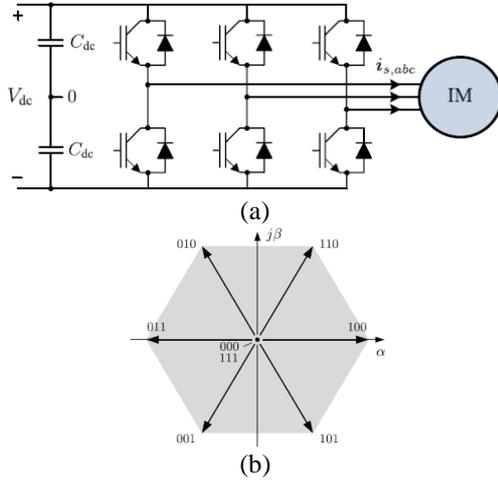 +
C_dc
i_s,abc
V_dc
0
IM
C_dc
−
(a)
jβ
010
110
011
100
000
111
α
001
101
(b)